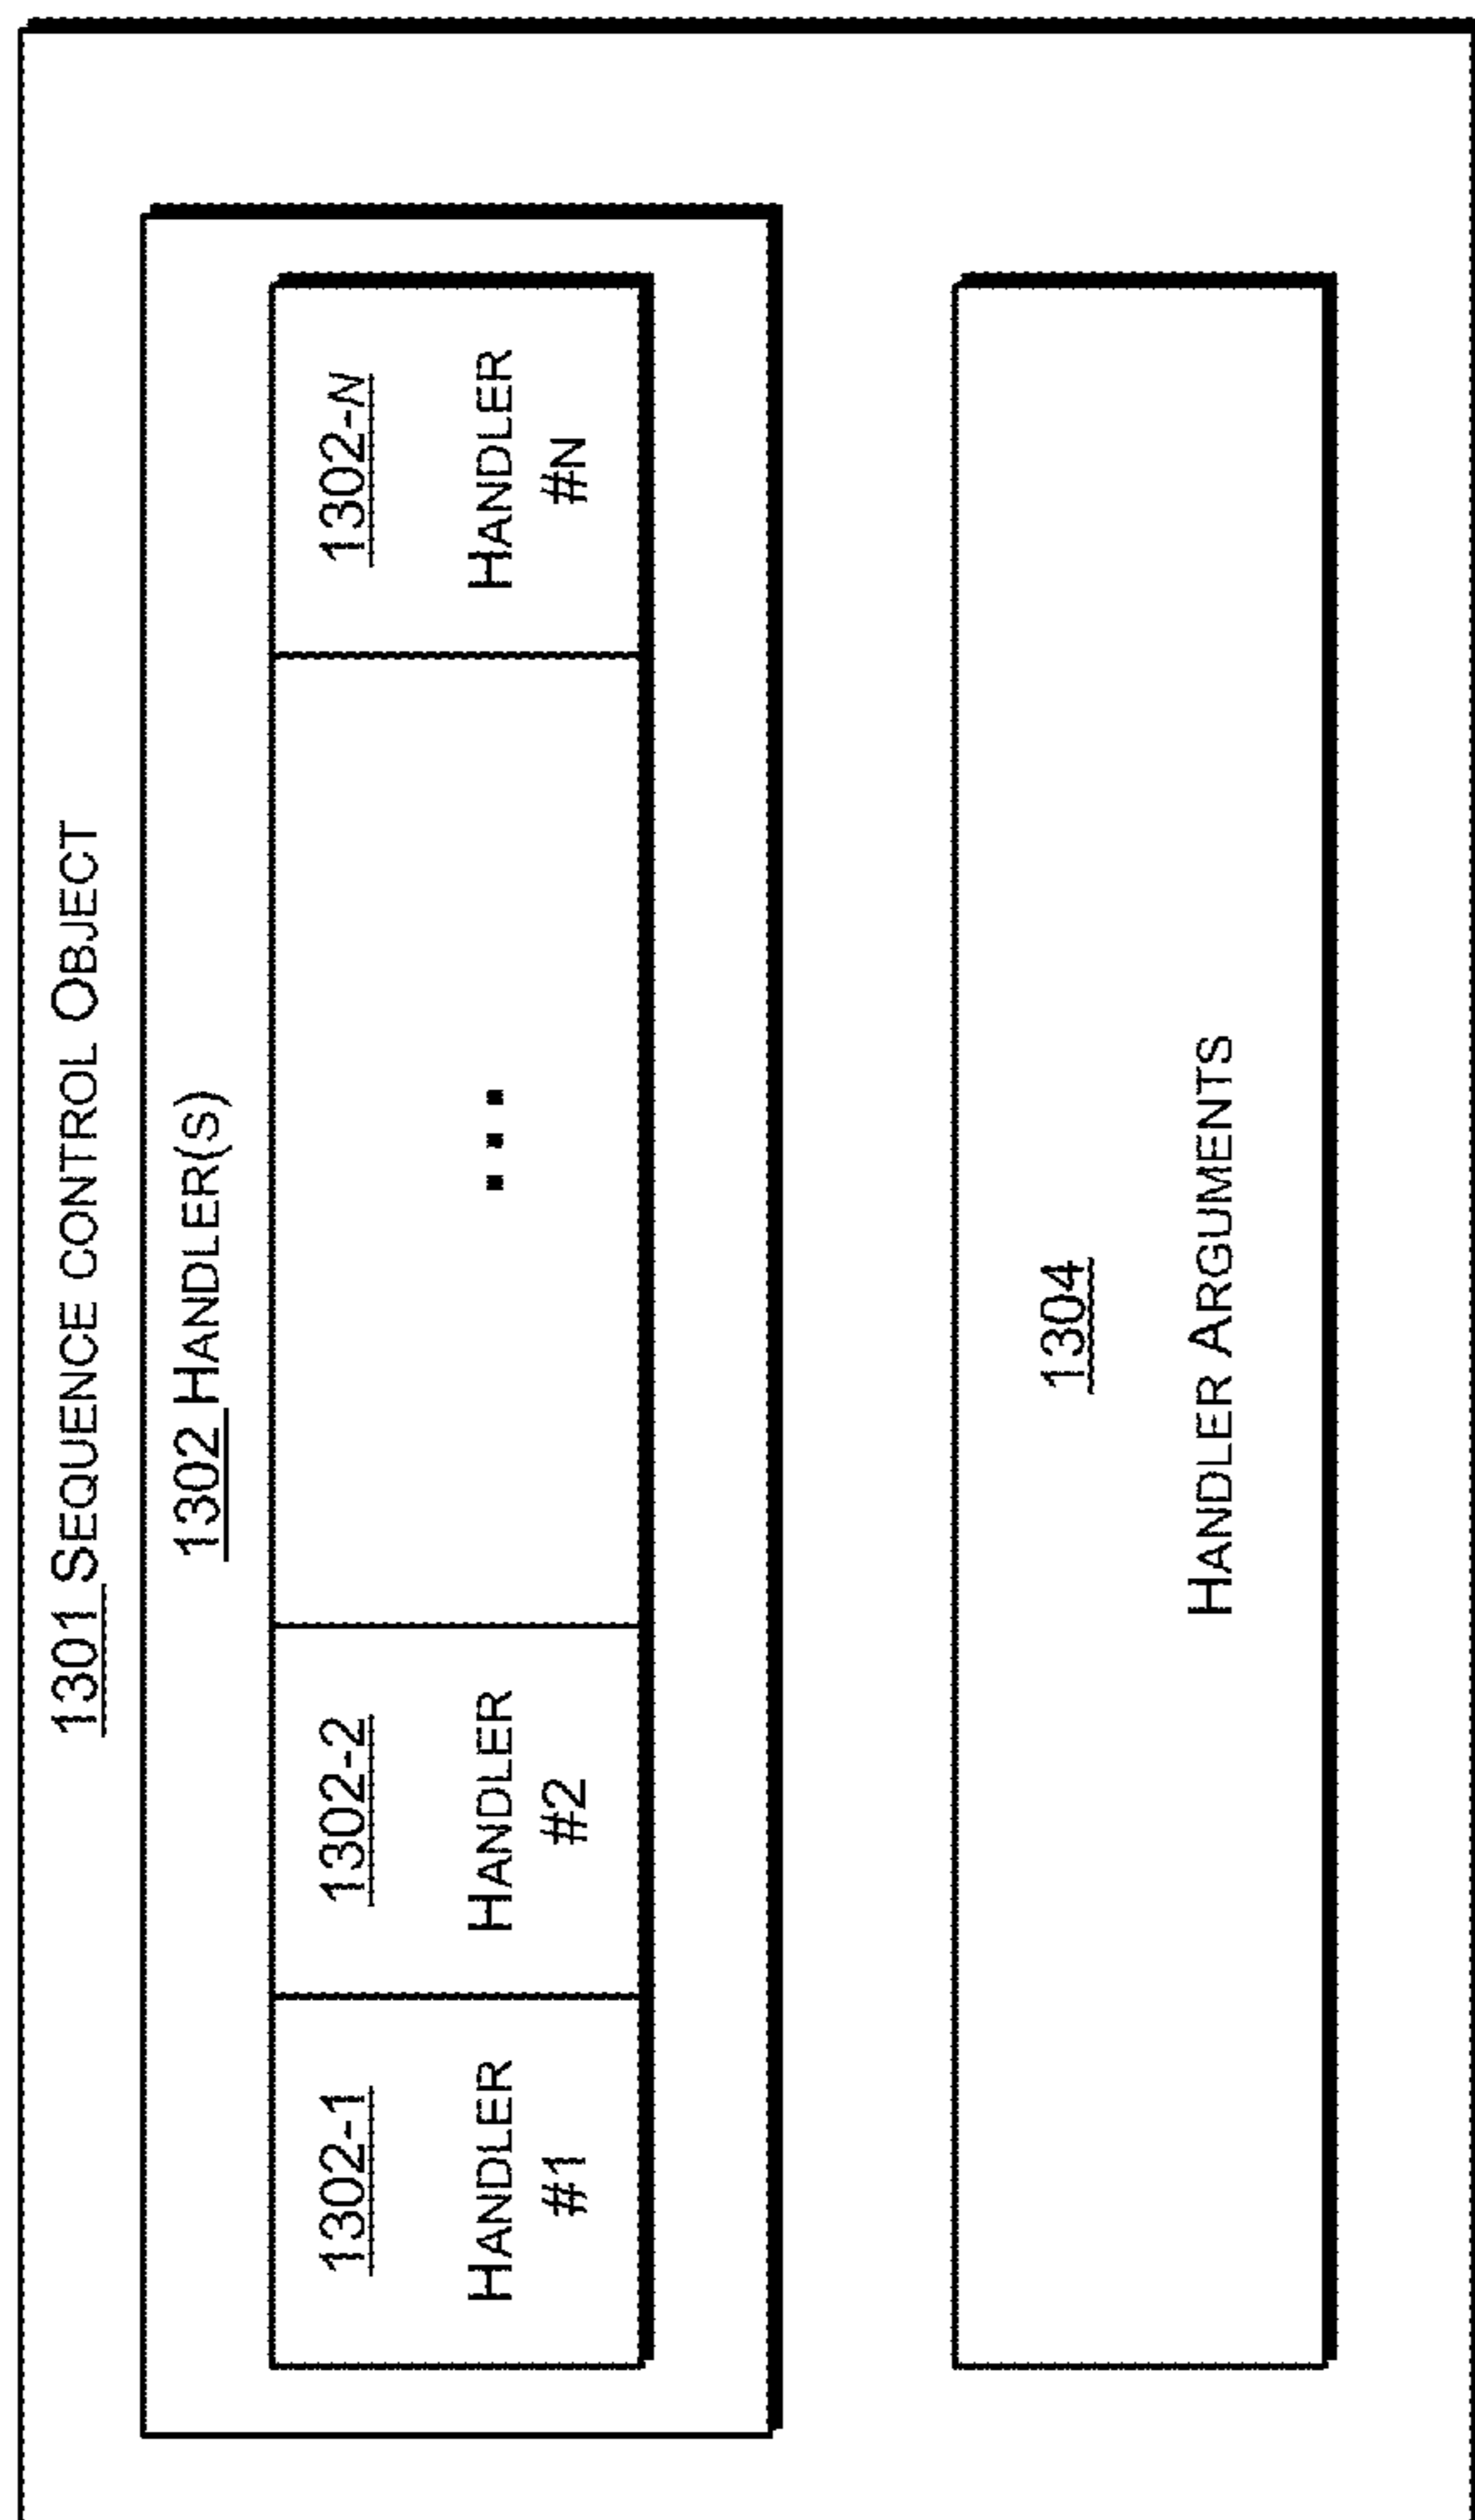 1301 SEQUENCE CONTROL OBJECT
1302 HANDLER(S)
1302-1
HANDLER
#1
1302-2
HANDLER
#2
...
1302-N
HANDLER
#N
1304
HANDLER ARGUMENTS